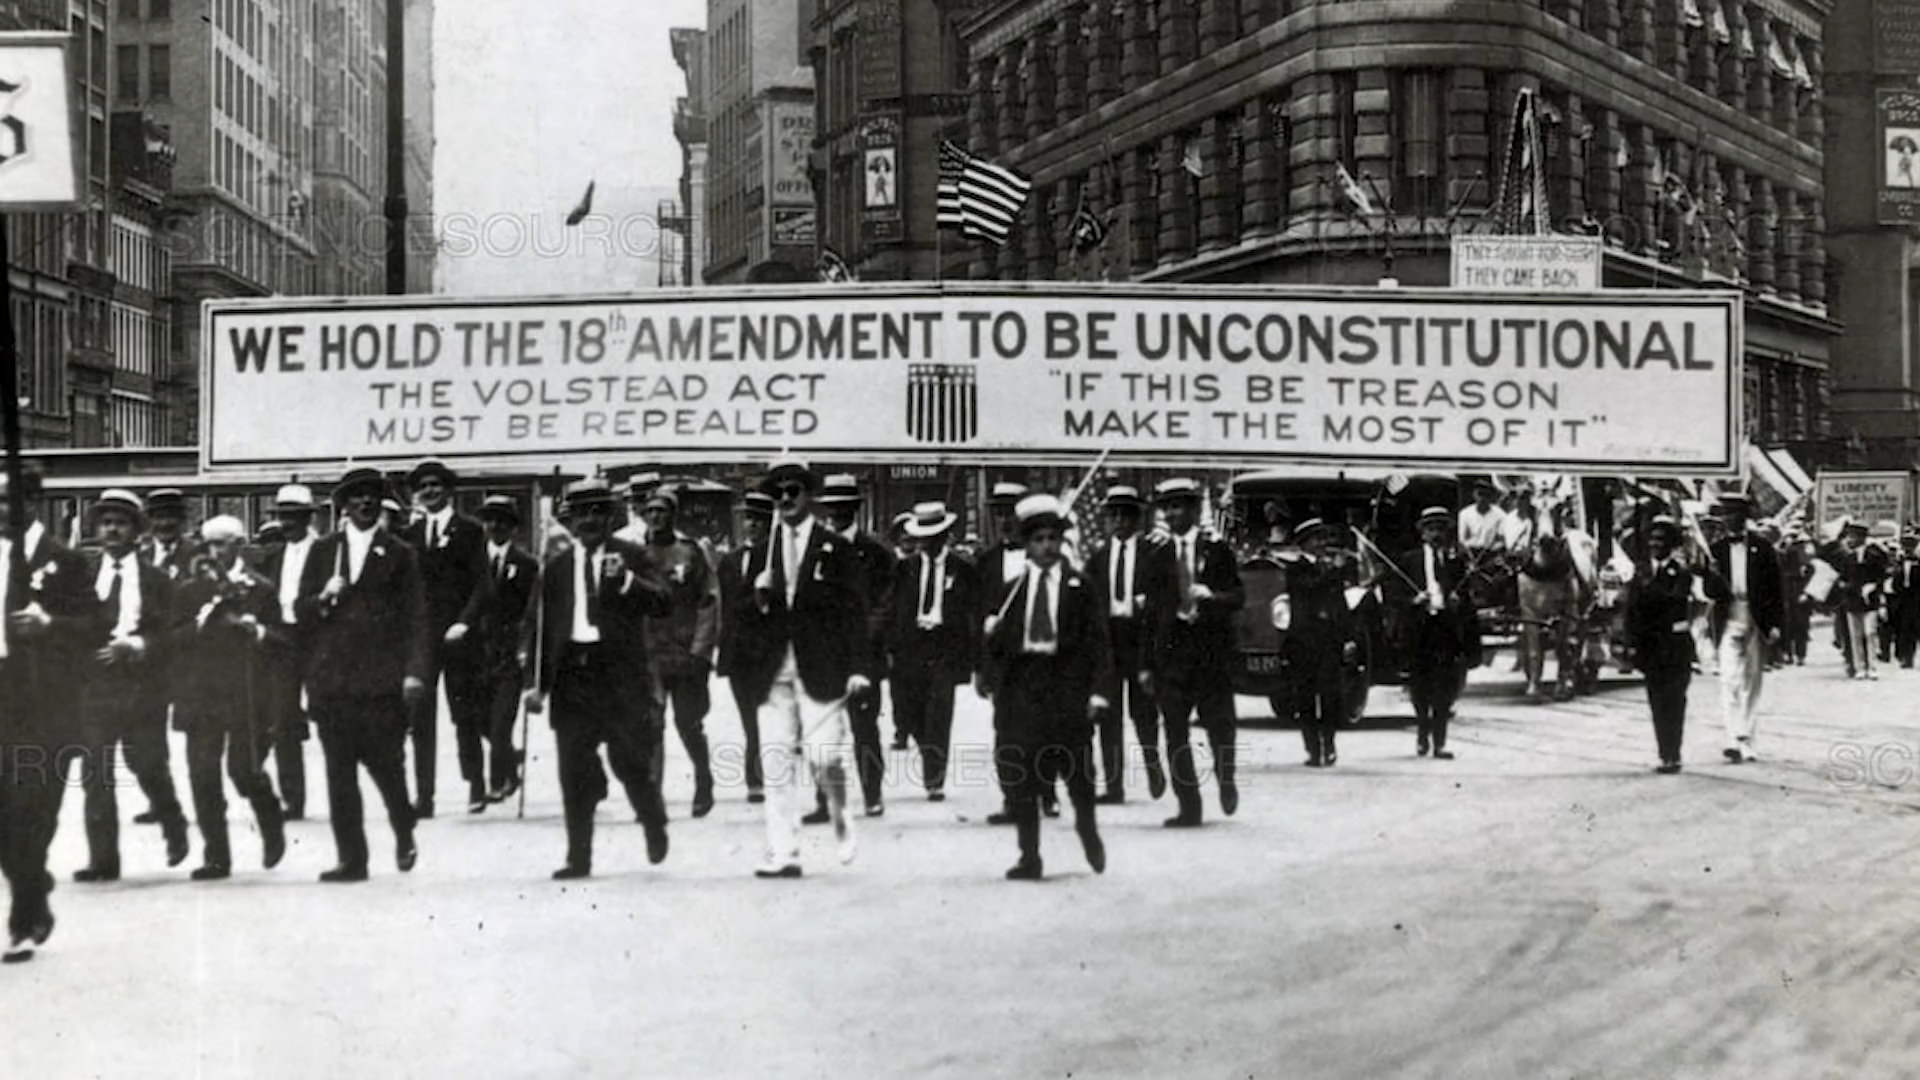 THEY CAME BACK
WE HOLD THE 18th AMENDMENT TO BE UNCONSTITUTIONAL
THE VOLSTEAD ACT
MUST BE REPEALED
"IF THIS BE TREASON
MAKE THE MOST OF IT"
UNION
LIBERTY
SCIENCESOURCE